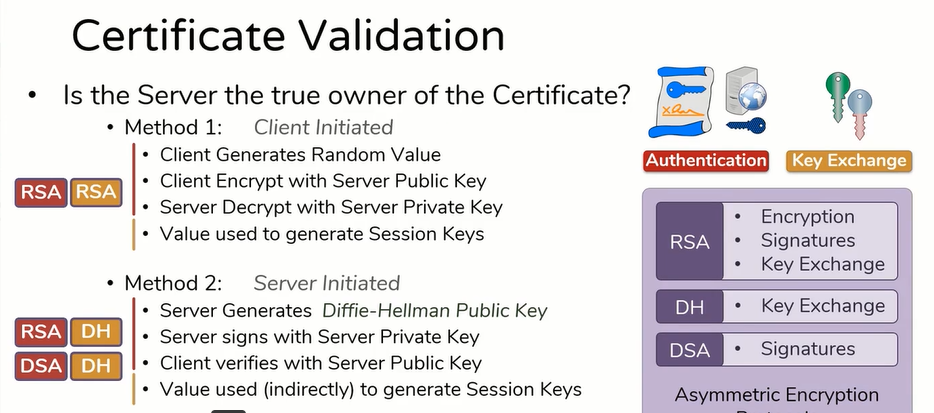 Certificate Validation
• Is the Server the true owner of the Certificate?
• Method 1: Client Initiated
• Client Generates Random Value
• Client Encrypt with Server Public Key
• Server Decrypt with Server Private Key
• Value used to generate Session Keys
RSA RSA
• Method 2: Server Initiated
• Server Generates Diffie-Hellman Public Key
• Server signs with Server Private Key
• Client verifies with Server Public Key
• Value used (indirectly) to generate Session Keys
RSA DH
DSA DH
Authentication
Key Exchange
RSA
• Encryption
• Signatures
• Key Exchange
DH
• Key Exchange
DSA
• Signatures
Asymmetric Encryption